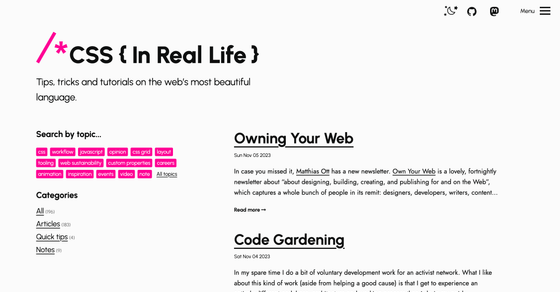 Menu
/* CSS { In Real Life }
Tips, tricks and tutorials on the web's most beautiful
language.
Search by topic...
css workflow javascript opinion css grid layout
tooling web sustainability custom properties careers
animation inspiration events video note All topics
Categories
All
Articles
Quick tips (4)
Notes
Owning Your Web
Sun Nov 05 2023
In case you missed it, Matthias Ott has a new newsletter. Own Your Web is a lovely, fortnightly
newsletter about "about designing, building, creating, and publishing for and on the Web",
which captures a whole bunch of people in its remit: designers, developers, writers, content...
Read more →
Code Gardening
Sat Nov 04 2023
In my spare time I do a bit of voluntary development work for an activist network. What I like
about this kind of work (aside from helping a good cause) is that I get to experience an